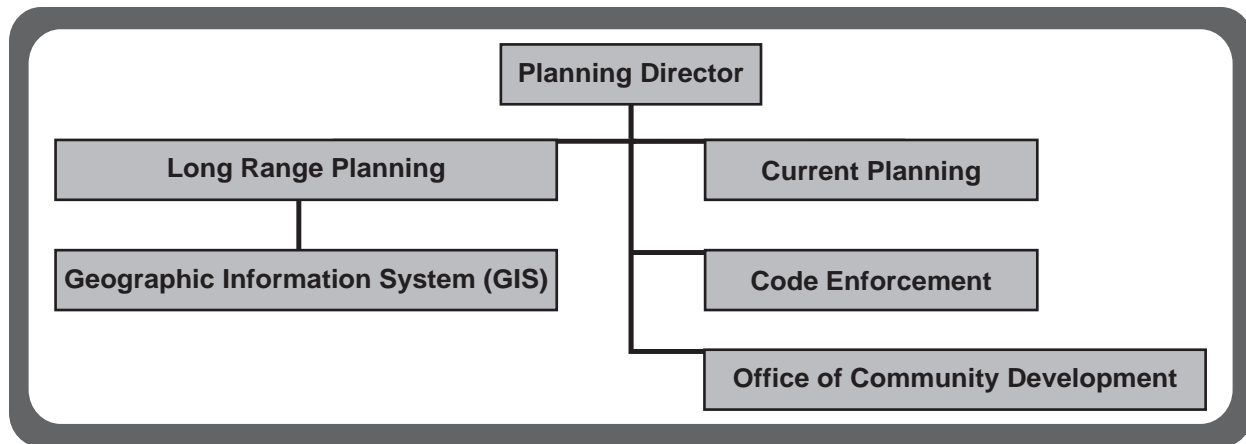 Planning Director
Long Range Planning
Current Planning
Geographic Information System (GIS)
Code Enforcement
Office of Community Development